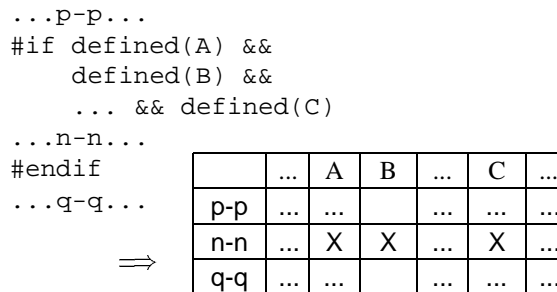 ...p-p...
#if defined(A) &&
    defined(B) &&
    ... && defined(C)
...n-n...
#endif
...q-q...
⟹
... A B ... C ...
p-p ... ... ... ... ...
n-n ... X X ... X ...
q-q ... ... ... ... ...